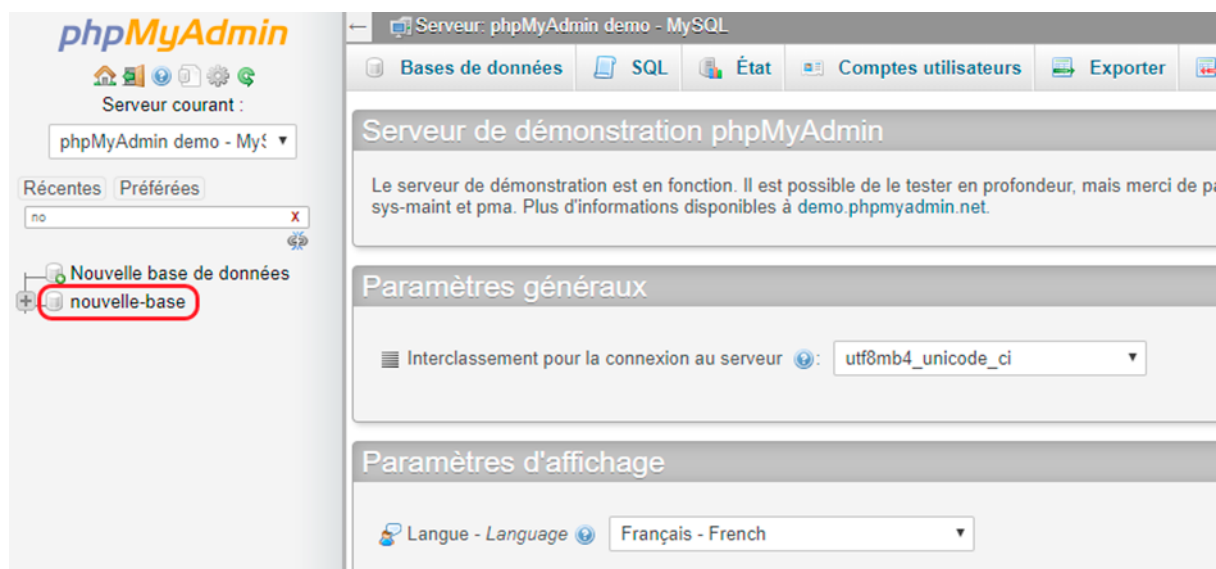 phpMyAdmin
Serveur courant :
phpMyAdmin demo - My
Récentes Préférées
no X
Nouvelle base de données
nouvelle-base
← Serveur: phpMyAdmin demo - MySQL
Bases de données SQL État Comptes utilisateurs Exporter
Serveur de démonstration phpMyAdmin
Le serveur de démonstration est en fonction. Il est possible de le tester en profondeur, mais merci de
sys-maint et pma. Plus d'informations disponibles à demo.phpmyadmin.net.
Paramètres généraux
Interclassement pour la connexion au serveur : utf8mb4_unicode_ci
Paramètres d'affichage
Langue - Language Français - French